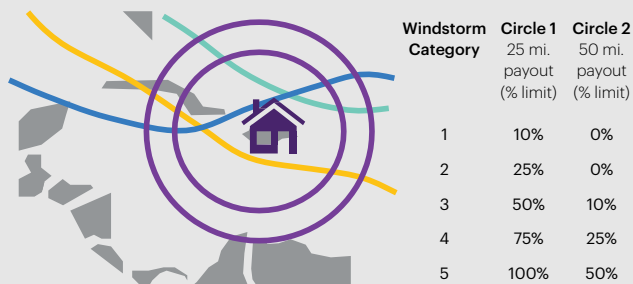 Windstorm Category Circle 1 25 mi. payout (% limit) Circle 2 50 mi. payout (% limit)
1 10% 0%
2 25% 0%
3 50% 10%
4 75% 25%
5 100% 50%